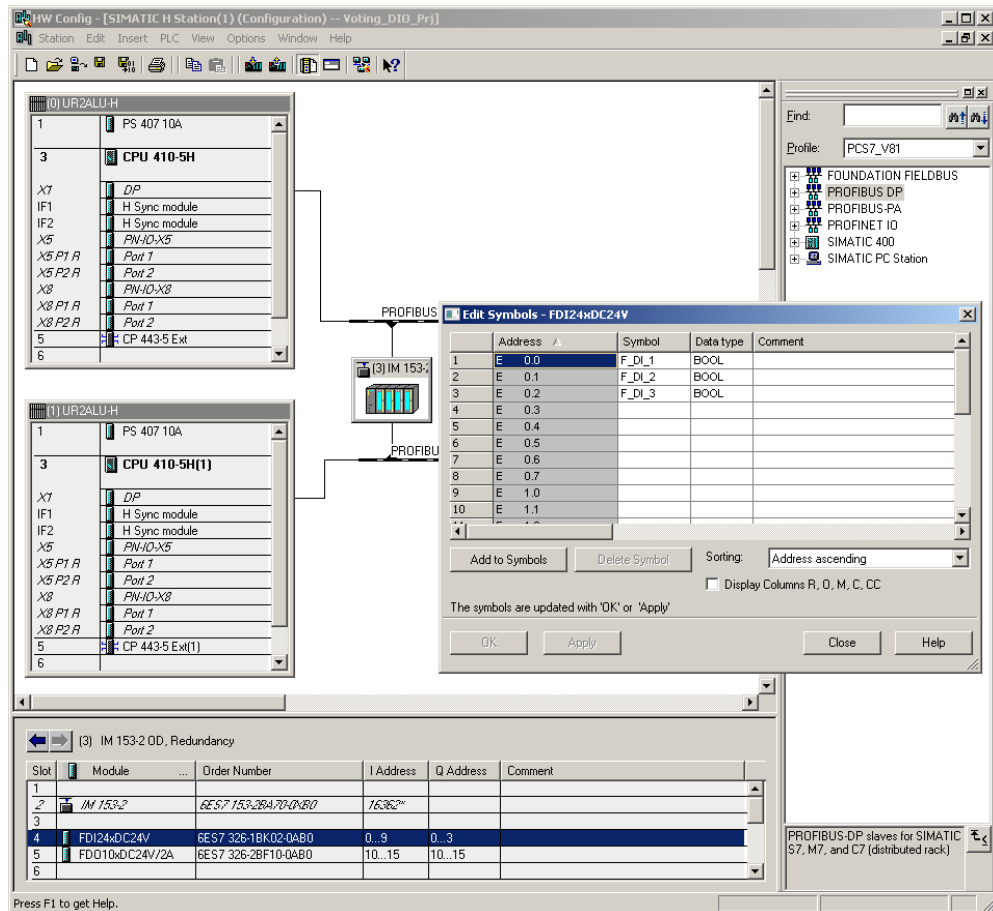 HW Config - [SIMATIC H Station(1) (Configuration) -- Voting_DIO_Prj]
Station Edit Insert PLC View Options Window Help
(0) UR2ALU-H
1 PS 407 10A
3 CPU 410-5H
X1 DP
IF1 H Sync module
IF2 H Sync module
X5 PN-IO-X5
X5 P1 R Port 1
X5 P2 R Port 2
X8 PN-IO-X8
X8 P1 R Port 1
X8 P2 R Port 2
5 CP 443-5 Ext
6
(1) UR2ALU-H
1 PS 407 10A
3 CPU 410-5H(1)
X1 DP
IF1 H Sync module
IF2 H Sync module
X5 PN-IO-X5
X5 P1 R Port 1
X5 P2 R Port 2
X8 PN-IO-X8
X8 P1 R Port 1
X8 P2 R Port 2
5 CP 443-5 Ext(1)
6
PROFIBUS
(3) IM 153-2
PROFIBU
Find:
Profile: PCS7_V81
FOUNDATION FIELDBUS
PROFIBUS DP
PROFIBUS-PA
PROFINET IO
SIMATIC 400
SIMATIC PC Station
Edit Symbols - FDI24xDC24V
Address Symbol Data type Comment
1 E 0.0 F_DI_1 BOOL
2 E 0.1 F_DI_2 BOOL
3 E 0.2 F_DI_3 BOOL
4 E 0.3
5 E 0.4
6 E 0.5
7 E 0.6
8 E 0.7
9 E 1.0
10 E 1.1
Add to Symbols Delete Symbol Sorting: Address ascending
Display Columns R, O, M, C, CC
The symbols are updated with 'OK' or 'Apply'
OK Apply Close Help
(3) IM 153-2 OD, Redundancy
Slot Module ... Order Number I Address Q Address Comment
1
2 IM 153-2 6ES7 153-2BA70-0XB0 16362*
3
4 FDI24xDC24V 6ES7 326-1BK02-0AB0 0...9 0...3
5 FDO10xDC24V/2A 6ES7 326-2BF10-0AB0 10...15 10...15
6
PROFIBUS-DP slaves for SIMATIC
S7, M7, and C7 (distributed rack)
Press F1 to get Help.